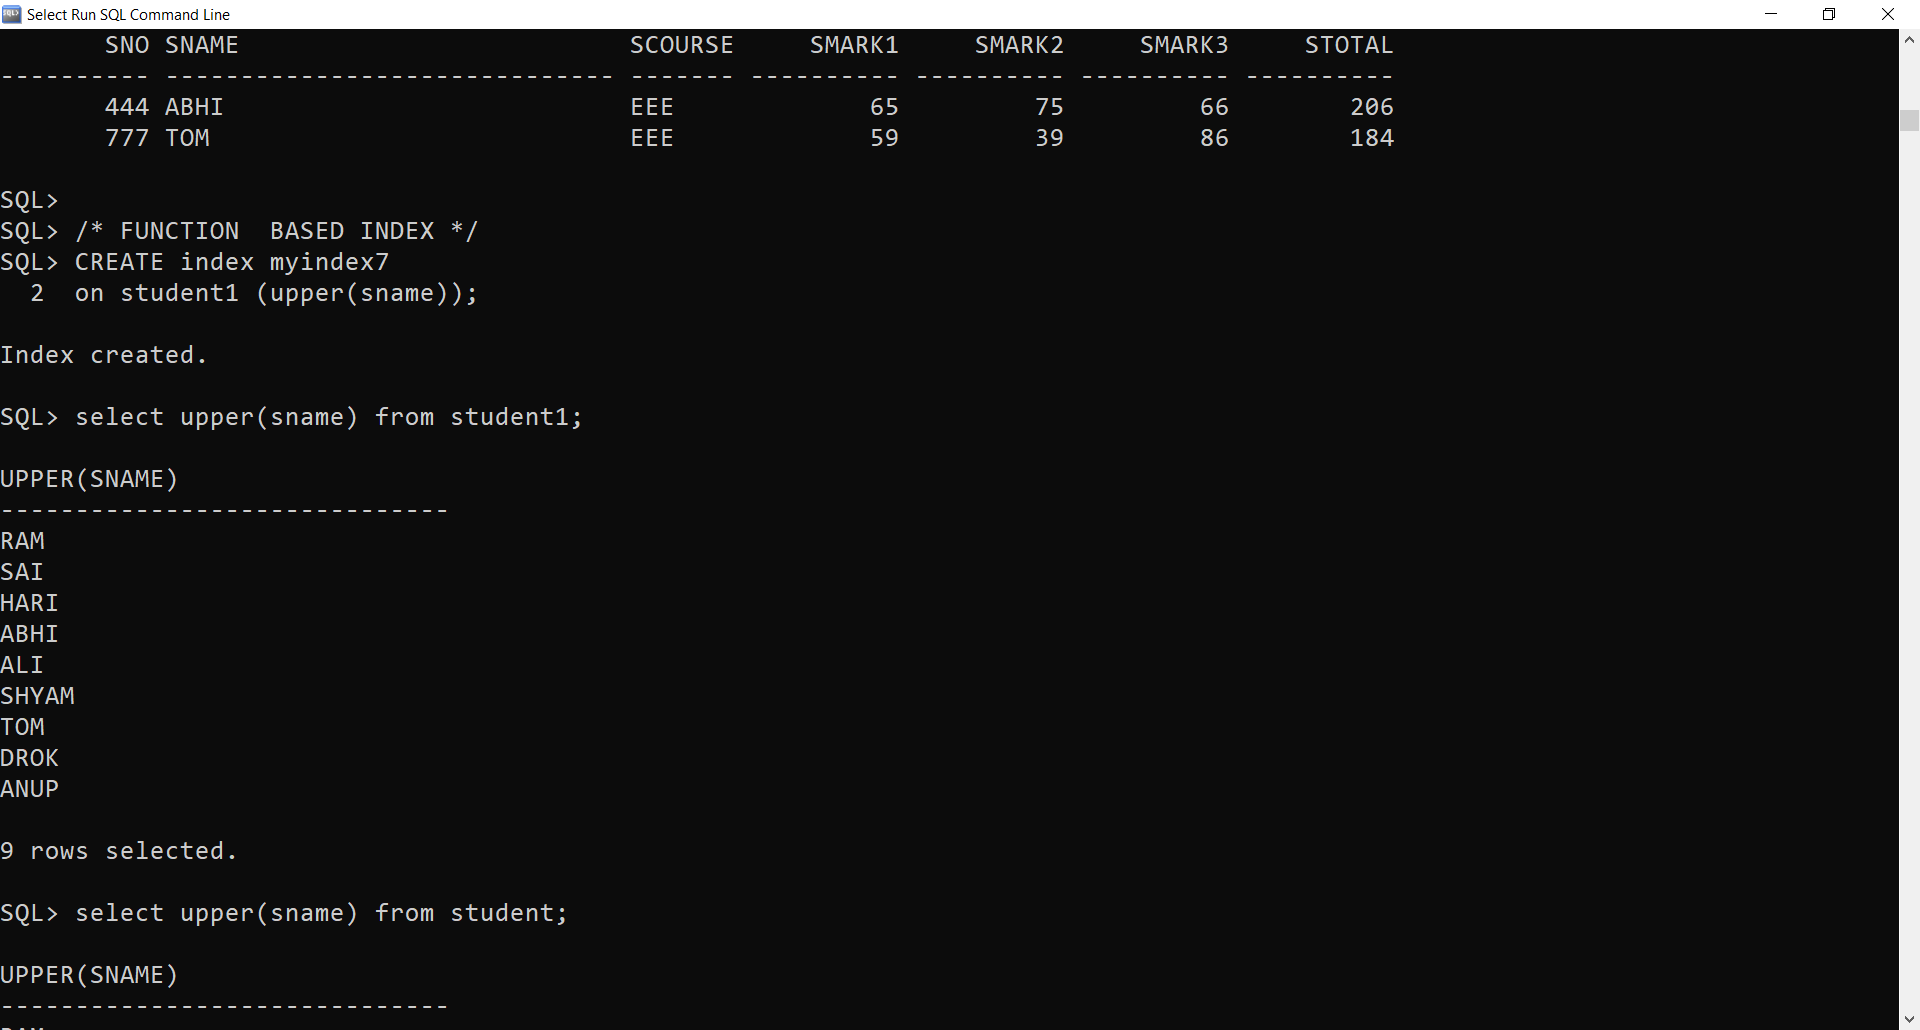 Select Run SQL Command Line
SNO SNAME SCOURSE SMARK1 SMARK2 SMARK3 STOTAL
---------- ------------------------------ ------- ---------- ---------- ---------- ----------
444 ABHI EEE 65 75 66 206
777 TOM EEE 59 39 86 184
SQL>
SQL> /* FUNCTION  BASED INDEX */
SQL> CREATE index myindex7
2  on student1 (upper(sname));
Index created.
SQL> select upper(sname) from student1;
UPPER(SNAME)
------------------------------
RAM
SAI
HARI
ABHI
ALI
SHYAM
TOM
DROK
ANUP
9 rows selected.
SQL> select upper(sname) from student;
UPPER(SNAME)
------------------------------